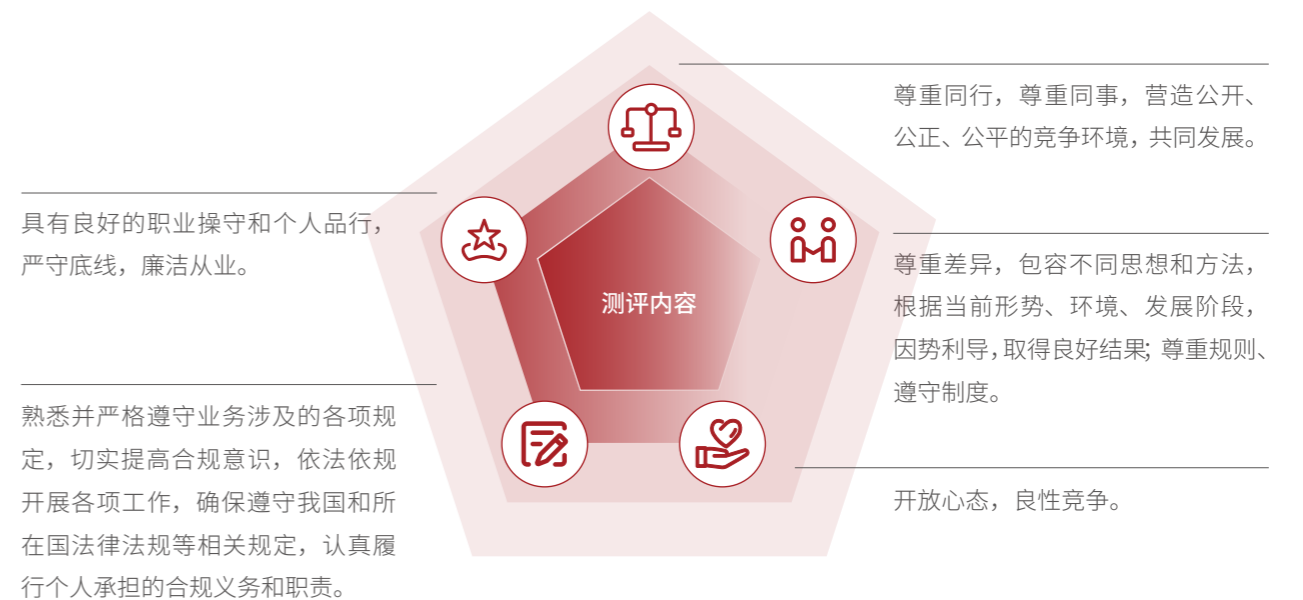 尊重同行，尊重同事，营造公开、
公正、公平的竞争环境，共同发展。
具有良好的职业操守和个人品行，
严守底线，廉洁从业。
尊重差异，包容不同思想和方法，
根据当前形势、环境、发展阶段，
因势利导，取得良好结果；尊重规则、
遵守制度。
测评内容
熟悉并严格遵守业务涉及的各项规
定，切实提高合规意识，依法依规
开展各项工作，确保遵守我国和所
在国法律法规等相关规定，认真履
行个人承担的合规义务和职责。
开放心态，良性竞争。